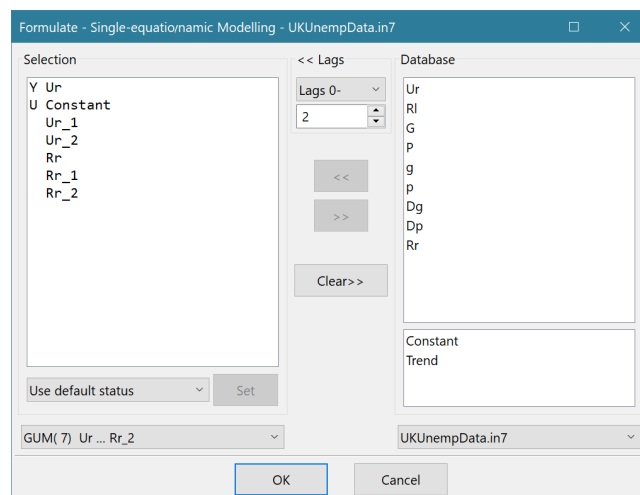 Formulate - Single-equationamic Modelling - UKUnempData.in7
Selection
<< Lags
Database
Y Ur
U Constant
Ur_1
Ur_2
Rr
Rr_1
Rr_2
Lags 0-
2
<<
>>
Clear>>
Ur
Rl
G
P
g
p
Dg
Dp
Rr
Constant
Trend
Use default status
Set
GUM( 7) Ur ... Rr_2
UKUnempData.in7
OK
Cancel